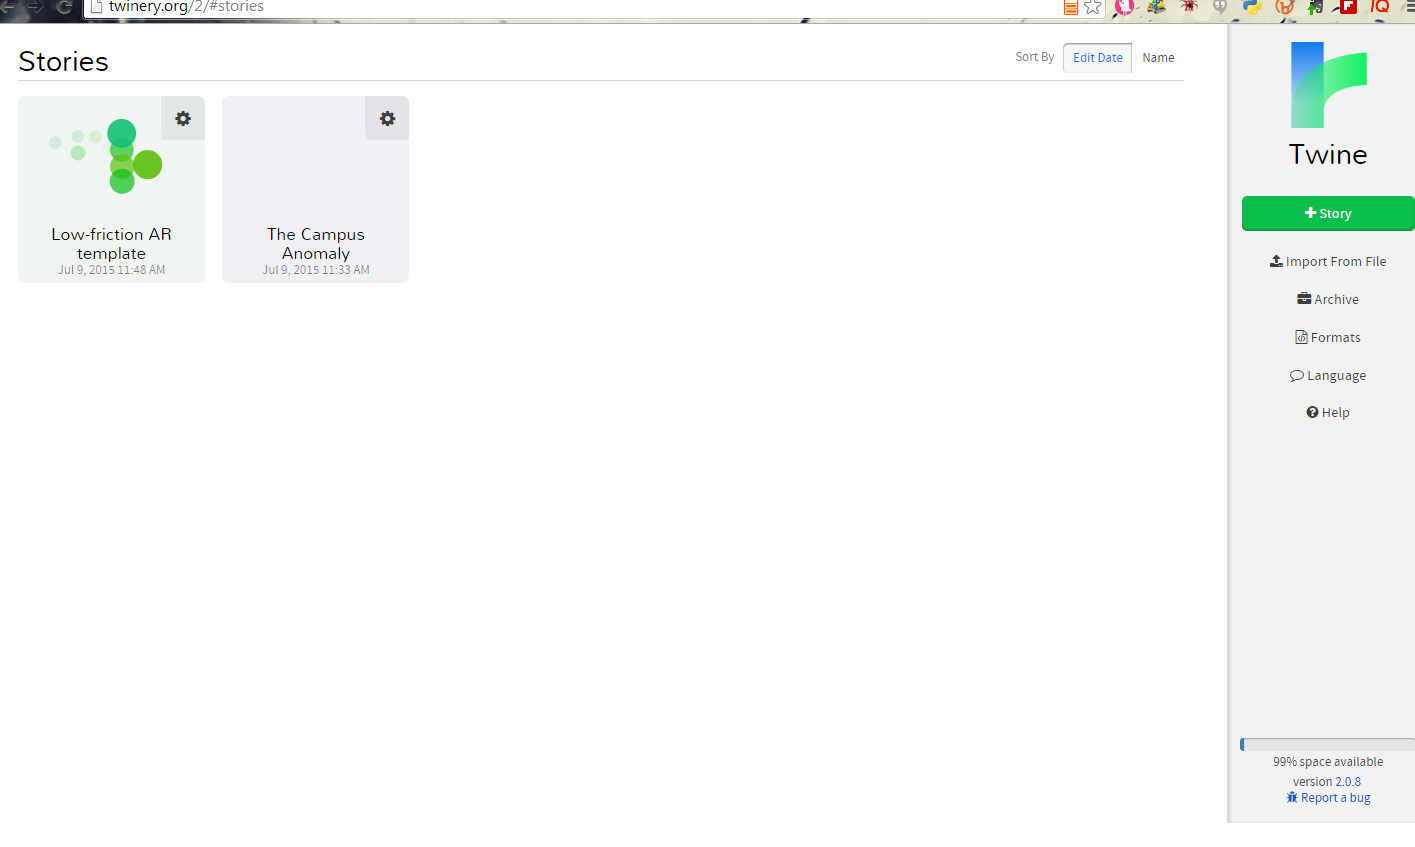 twinery.org/2/#stories
IQ
Stories
Sort By Edit Date Name
Low-friction AR
template
Jul 9, 2015 11:48 AM
The Campus
Anomaly
Jul 9, 2015 11:33 AM
Twine
Story
Import From File
Archive
Formats
Language
Help
99% space available
version 2.0.8
Report a bug